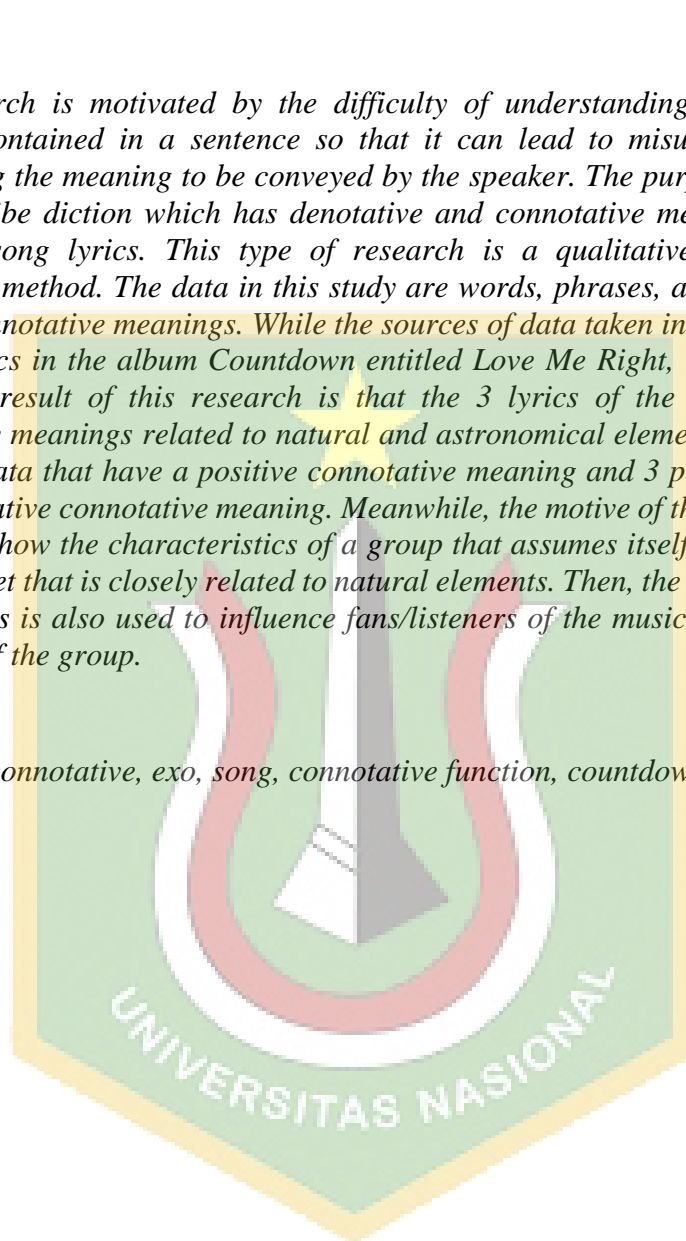 rch is motivated by the difficulty of understanding
ontained in a sentence so that it can lead to misu
g the meaning to be conveyed by the speaker. The pur
be diction which has denotative and connotative me
ong lyrics. This type of research is a qualitative
method. The data in this study are words, phrases, a
nnotative meanings. While the sources of data taken in
cs in the album Countdown entitled Love Me Right,
result of this research is that the 3 lyrics of the
meanings related to natural and astronomical eleme
ata that have a positive connotative meaning and 3 p
ative connotative meaning. Meanwhile, the motive of th
how the characteristics of a group that assumes itself
et that is closely related to natural elements. Then, the
s is also used to influence fans/listeners of the music
f the group.
onnotative, exo, song, connotative function, countdow
UNIVERSITAS NASIONAL